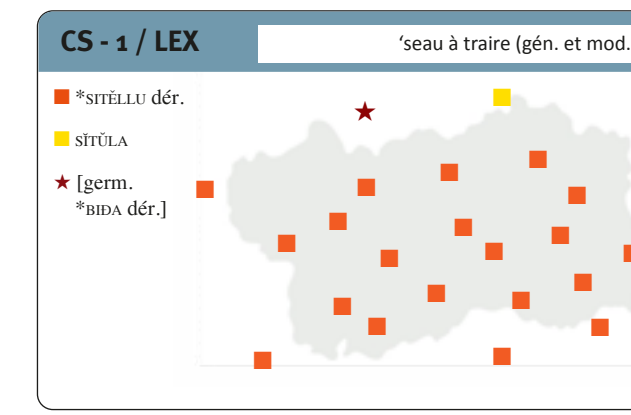 CS - 1 / LEX
‘seau à traire (gén. et mod.
*SITĔLLU dér.
SĬTŬLA
[germ.
*BIĐA dér.]